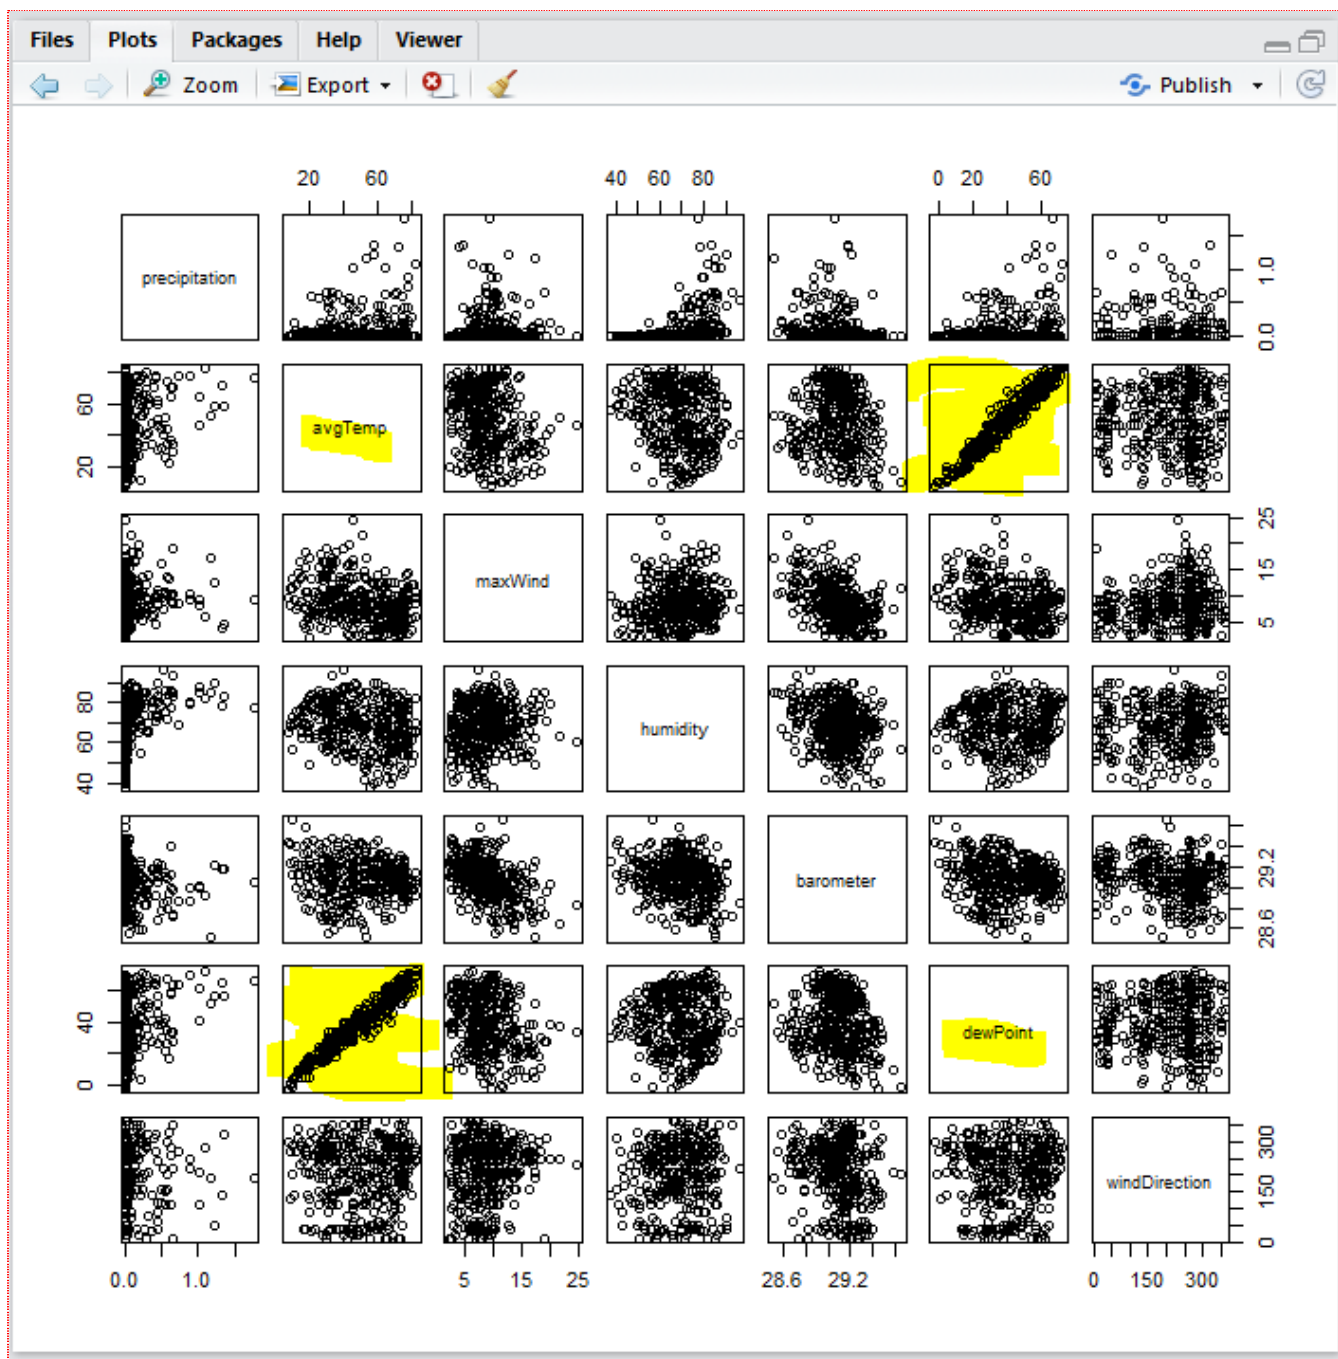 Files Plots Packages Help Viewer
Zoom Export Publish
20 60 40 60 80 0 20 60
precipitation 0.0 1.0
20 60 avgTemp
maxWind 5 15 25
40 60 80 humidity
barometer 28.6 29.2
0 40 dewPoint
windDirection 0 150 300
0.0 1.0 5 15 25 28.6 29.2 0 150 300